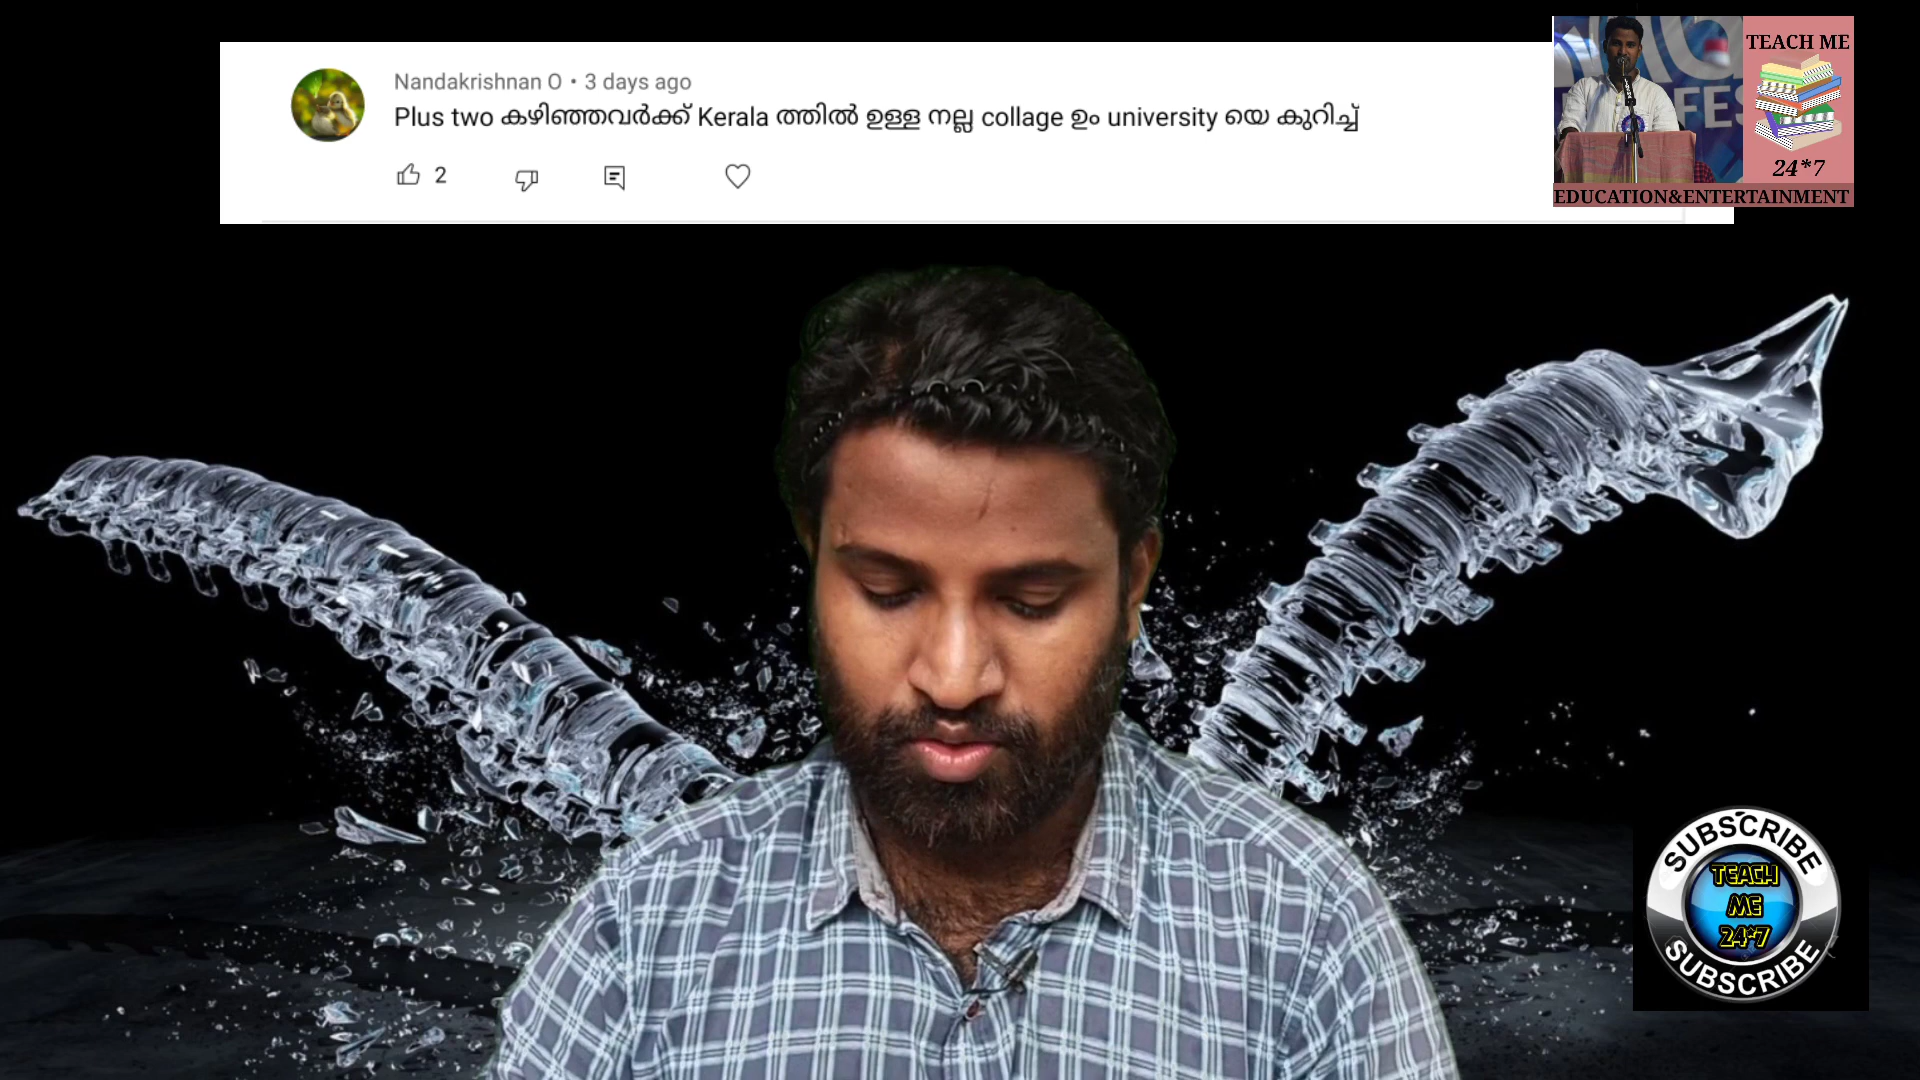 Nandakrishnan O • 3 days ago
Plus two കഴിഞ്ഞവർക്ക് Kerala ത്തിൽ ഉള്ള നല്ല collage ഉം university യെ കുറിച്ച്
2
TEACH ME
FES
24*7
EDUCATION&ENTERTAINMENT
SUBSCRIBE
TEACH
ME
24*7
SUBSCRIBE